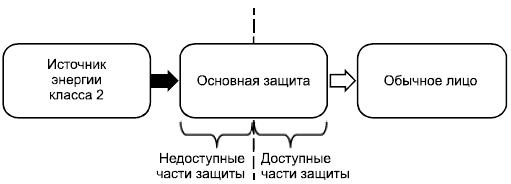 Источник
энергии
класса 2
Основная защита
Обычное лицо
Недоступные
части защиты
Доступные
части защиты